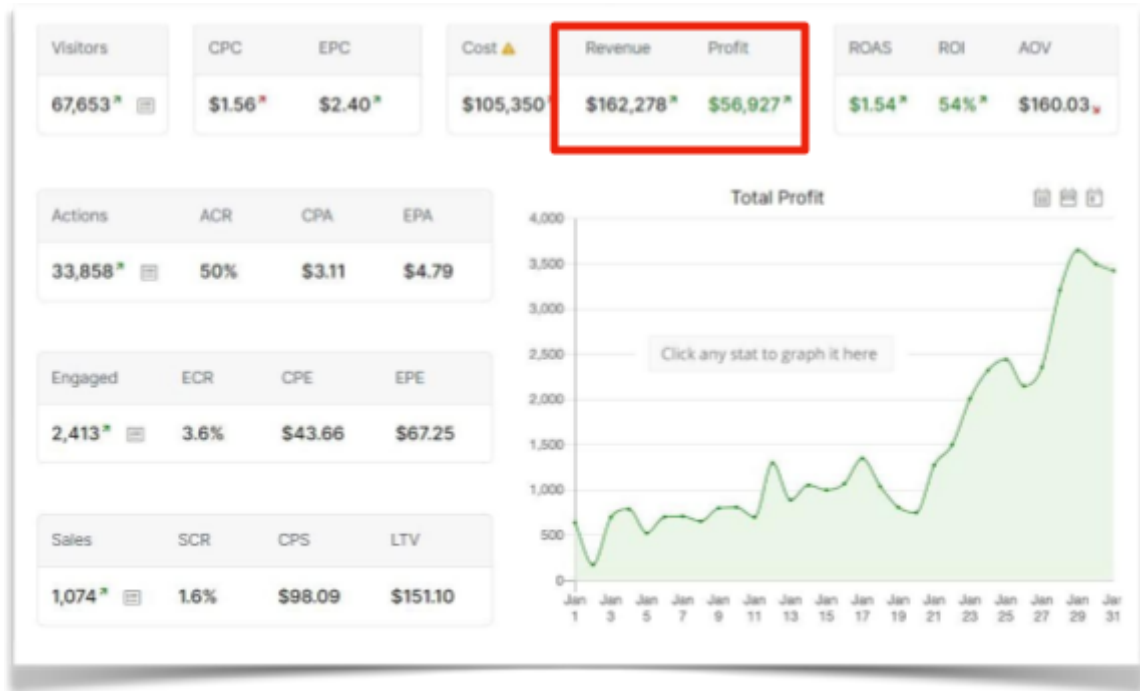 Visitors
67,653
CPC EPC
$1.56 $2.40
Cost Revenue Profit
$105,350 $162,278 $56,927
ROAS ROI AOV
$1.54 54% $160.03
Actions ACR CPA EPA
33,858 50% $3.11 $4.79
Engaged ECR CPE EPE
2,413 3.6% $43.66 $67.25
Sales SCR CPS LTV
1,074 1.6% $98.09 $151.10
Total Profit
4,000
3,500
3,000
2,500
2,000
1,500
1,000
500
0
Click any stat to graph it here
Jan 1
Jan 3
Jan 5
Jan 7
Jan 9
Jan 11
Jan 13
Jan 15
Jan 17
Jan 19
Jan 21
Jan 23
Jan 25
Jan 27
Jan 29
Jan 31